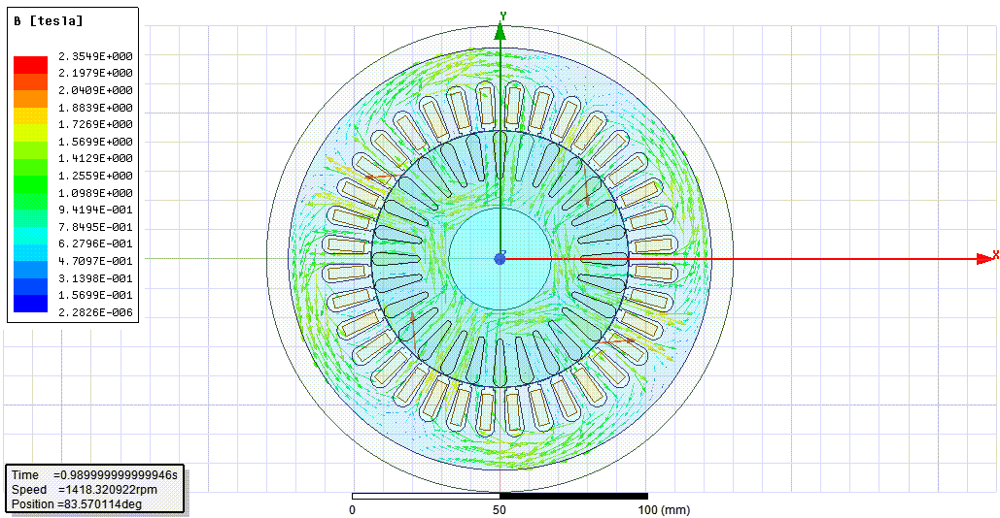 B [tesla]
2.3549E+000
2.1979E+000
2.0409E+000
1.8839E+000
1.7269E+000
1.5699E+000
1.4129E+000
1.2559E+000
1.0989E+000
9.4194E-001
7.8495E-001
6.2796E-001
4.7097E-001
3.1398E-001
1.5699E-001
2.2826E-006
Y
X
Z
Time =0.989999999999946s
Speed =1418.320922rpm
Position =83.570114deg
0 50 100 (mm)